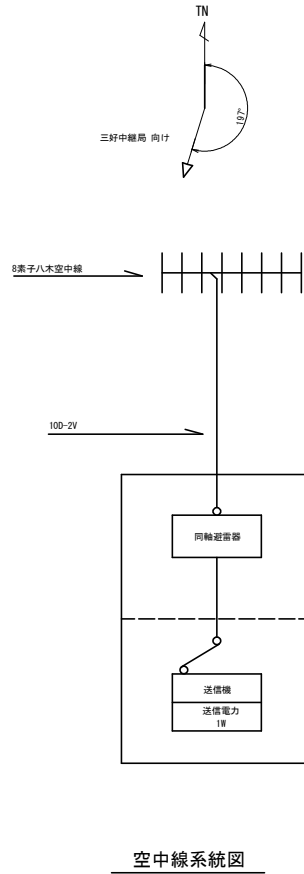 TN
197°
三好中継局 向け
8素子八木空中線
10D-2V
同軸避雷器
送信機
送信電力
1W
空中線系統図